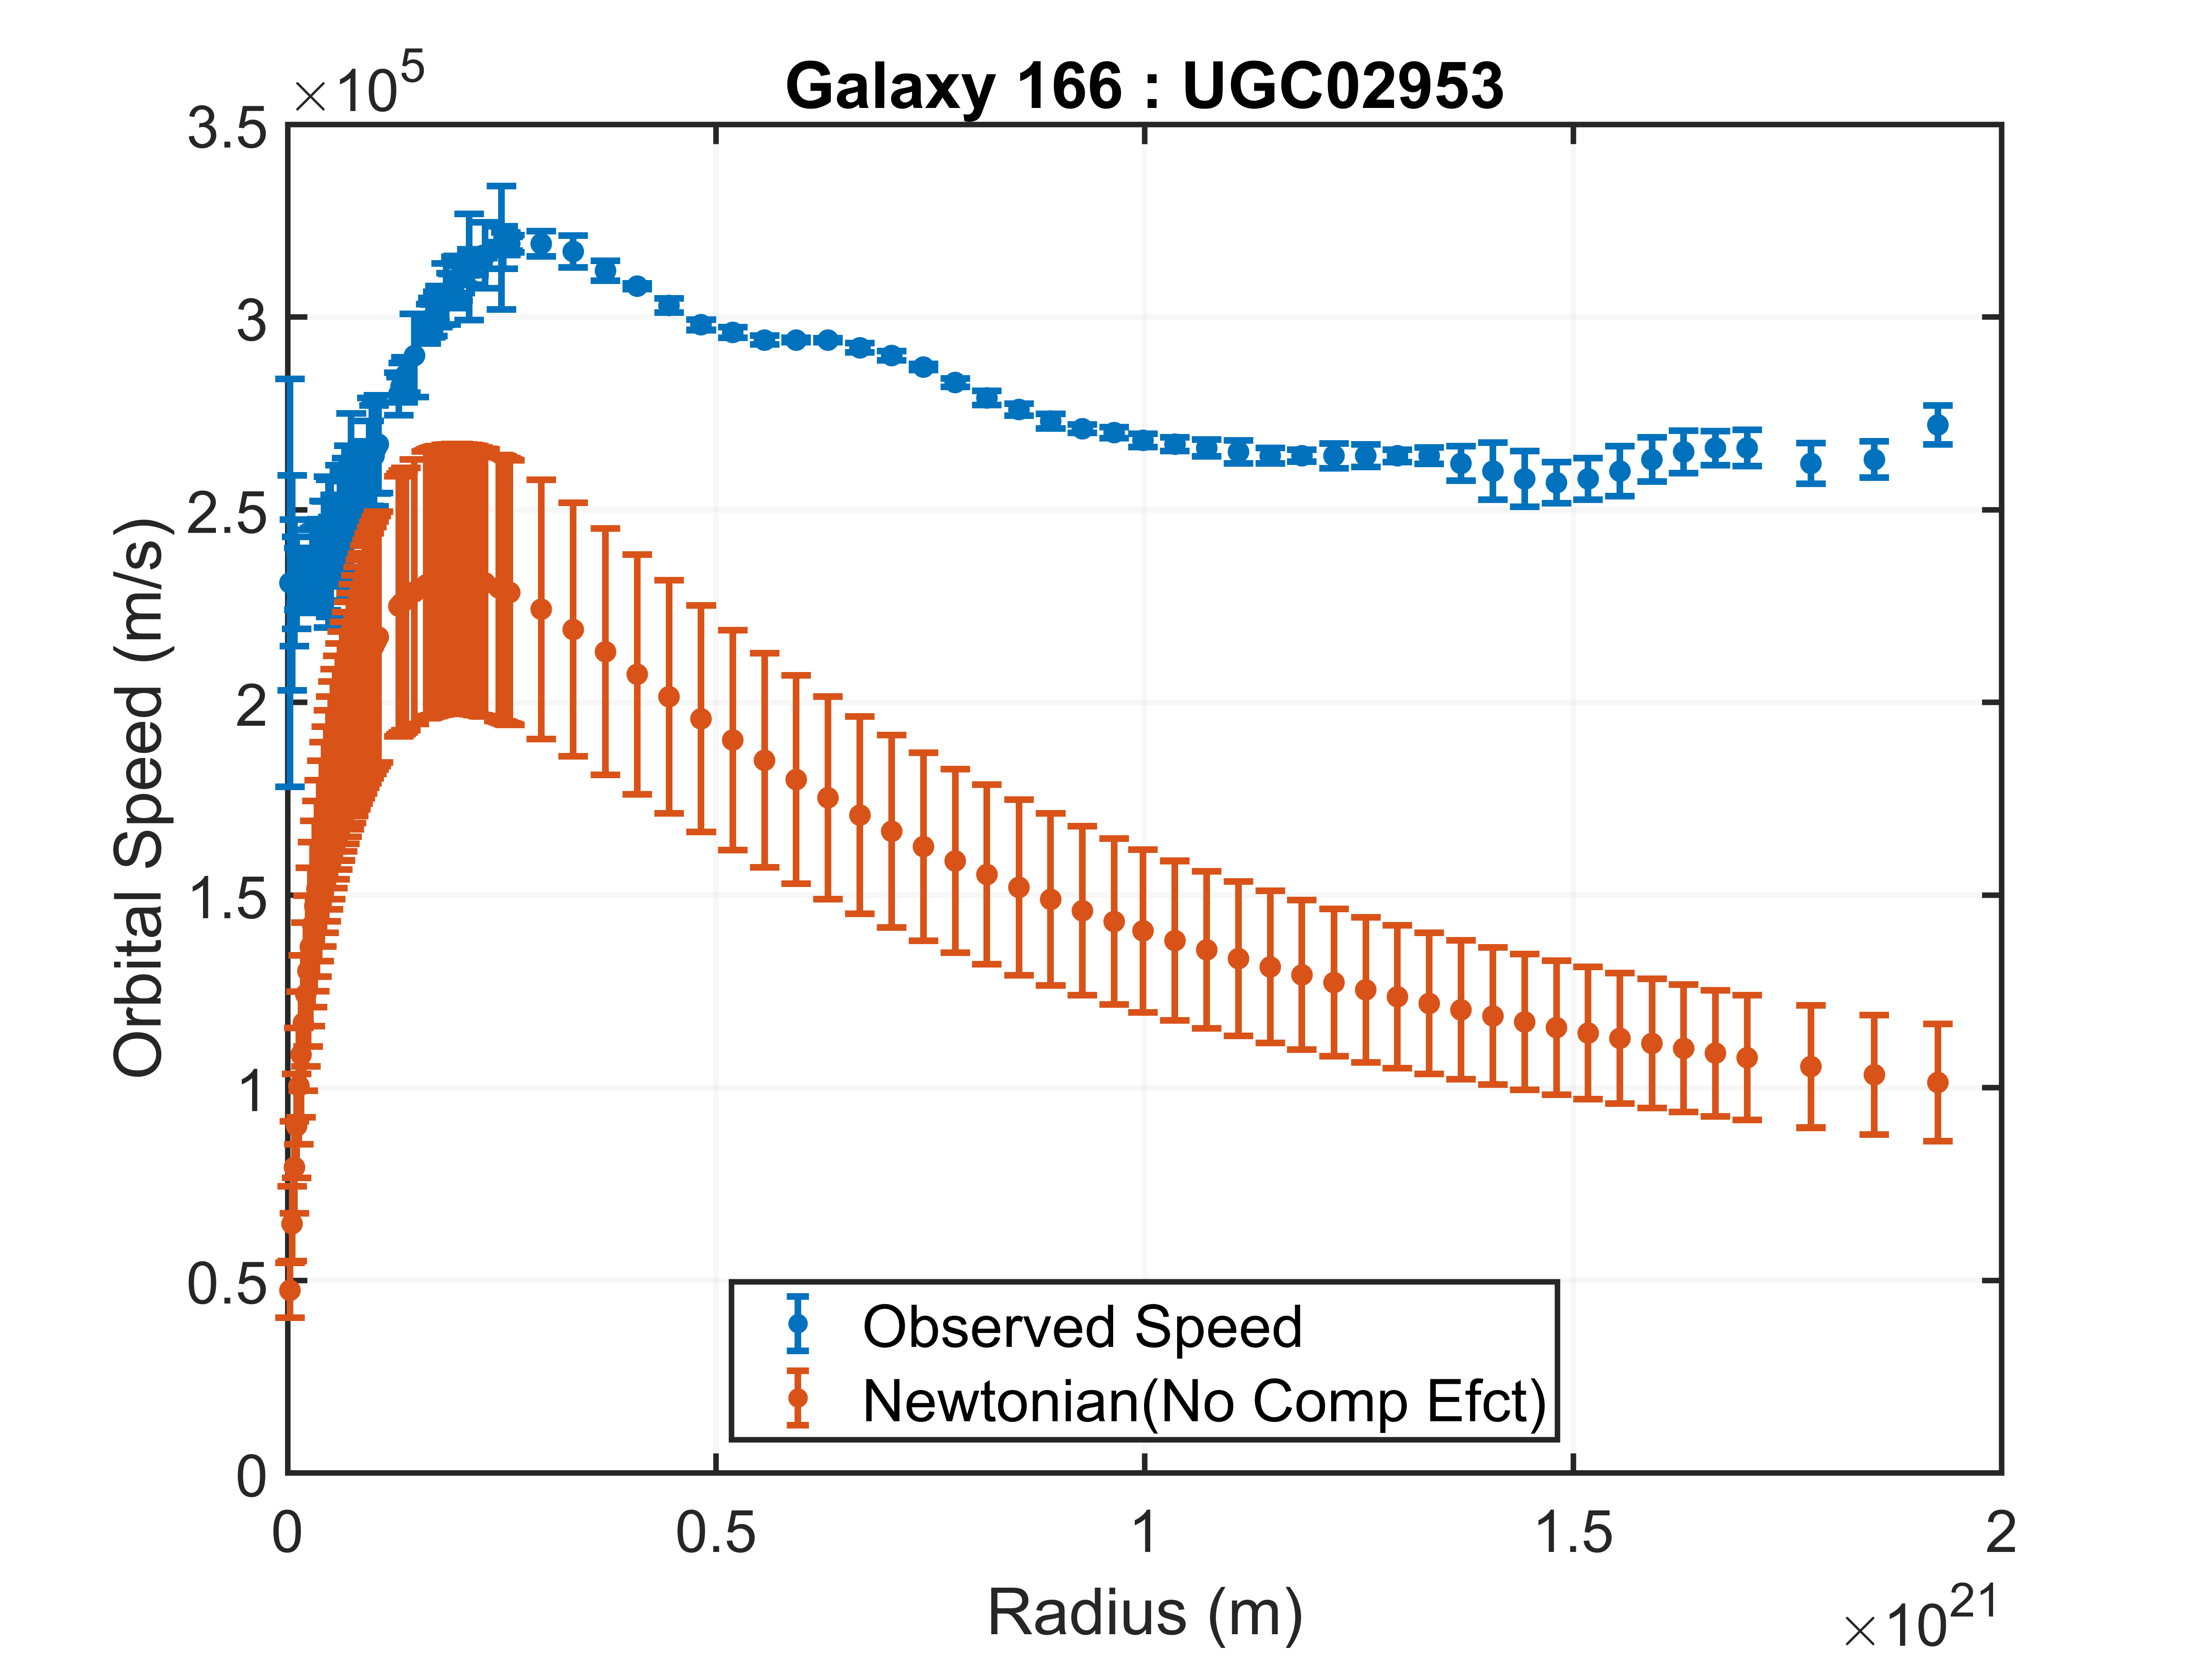 ×10^5
Galaxy 166 : UGC02953
3.5
3
2.5
2
1.5
1
0.5
0
Orbital Speed (m/s)
Observed Speed
Newtonian(No Comp Efct)
0 0.5 1 1.5 2
Radius (m)
×10^21